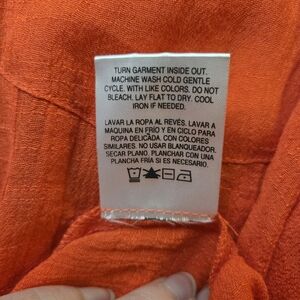 TURN GARMENT INSIDE OUT.
MACHINE WASH COLD GENTLE
CYCLE. WITH LIKE COLORS. DO NOT
BLEACH. LAY FLAT TO DRY. COOL
IRON IF NEEDED.
LAVAR LA ROPA AL REVÉS. LAVAR A
MAQUINA EN FRIO Y EN CICLO PARA
ROPA DELICADA CON COLORES
SIMILARES. NO USAR BLANQUEADOR.
SECAR PLANO. PLANCHAR CON UNA
PLANCHA FRÍA SI ES NECESARIO.